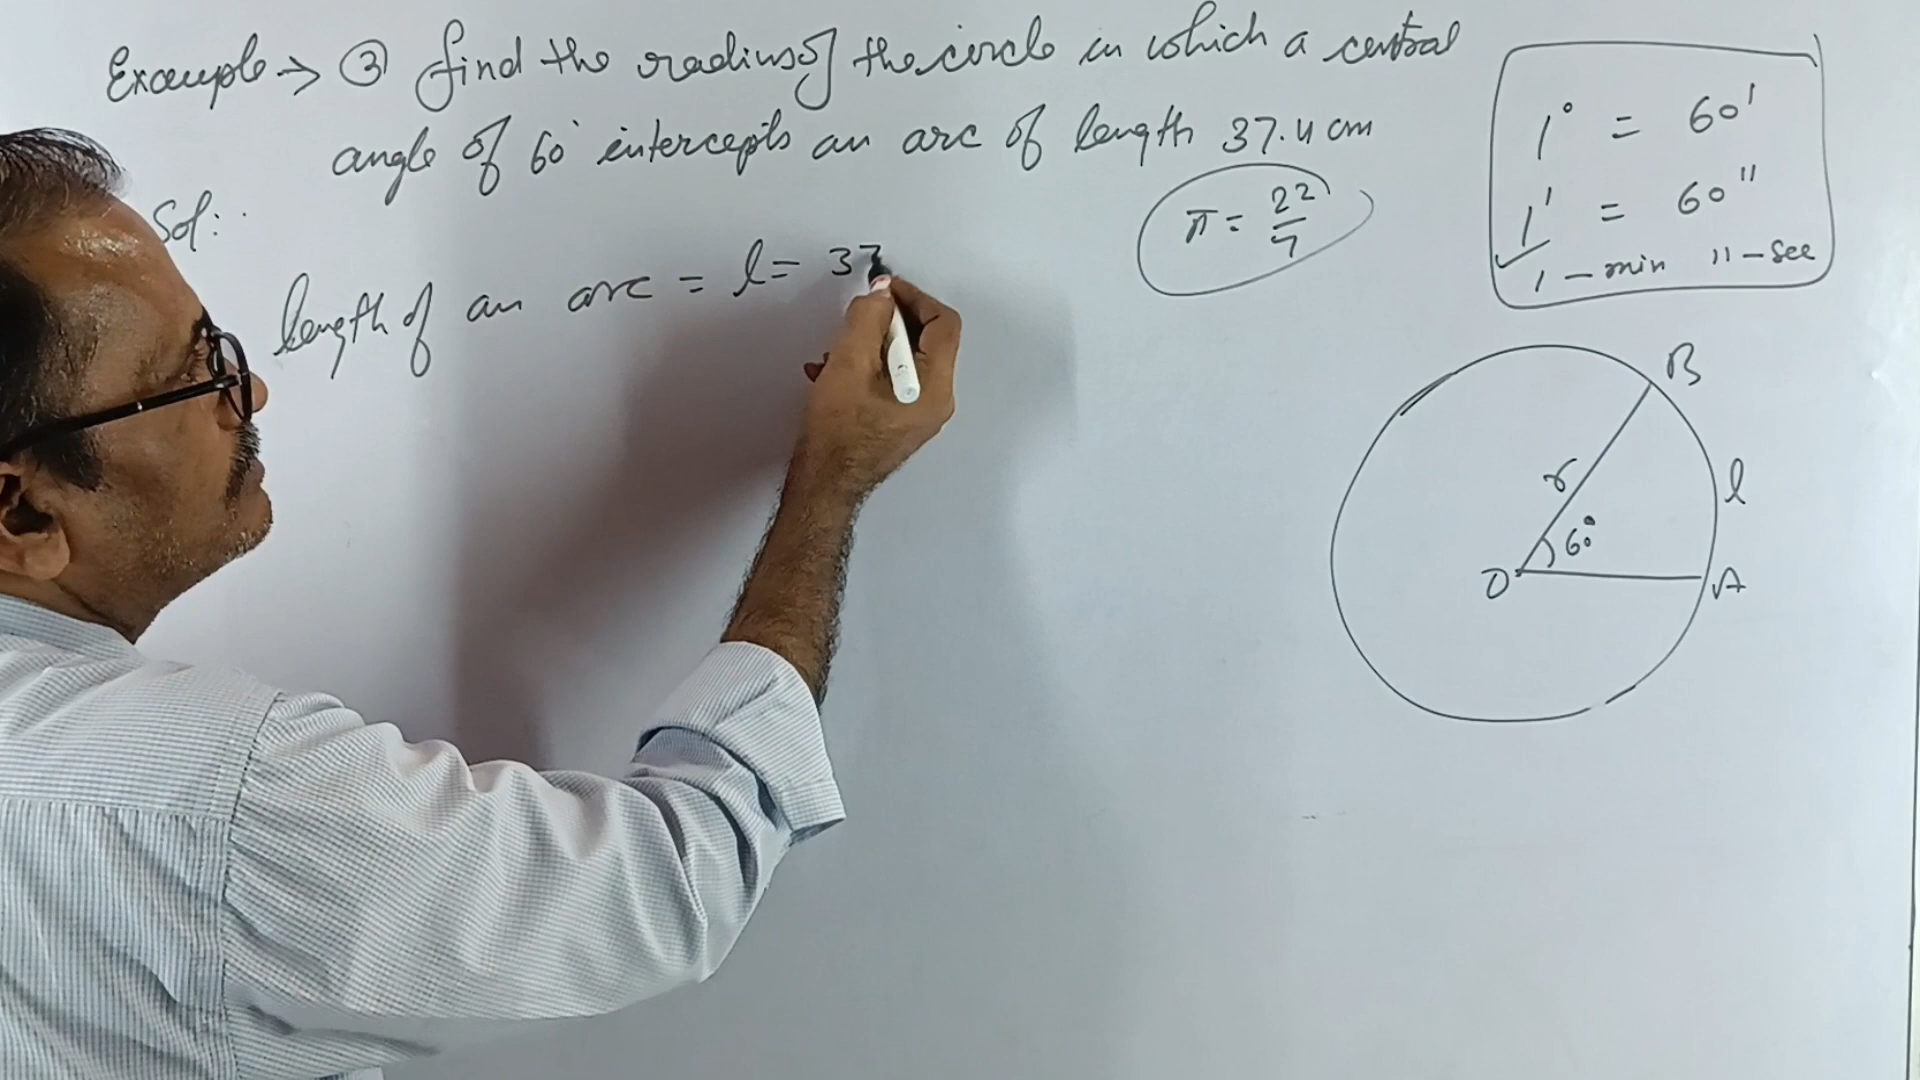 Example → ③ find the radius of the circle in which a central
angle of 60° intercepts an arc of length 37.4 cm
Sol:
π = 22/7
length of an arc = l = 37
1° = 60'
1' = 60"
' - min " - sec
B
r
l
60°
O
A